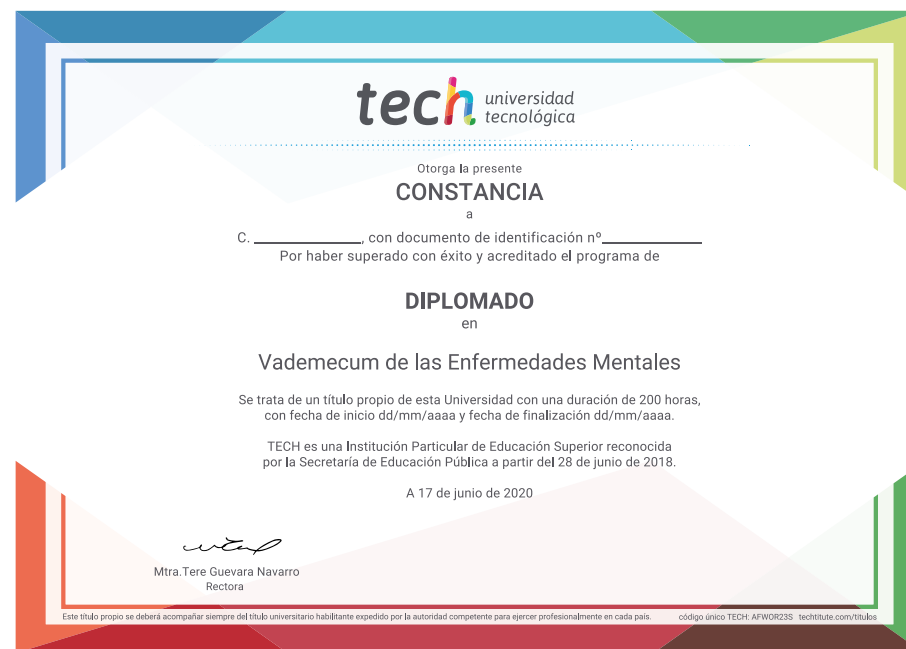 tech universidad
tecnológica
Otorga la presente
CONSTANCIA
a
C. ____________, con documento de identificación nº____________
Por haber superado con éxito y acreditado el programa de
DIPLOMADO
en
Vademecum de las Enfermedades Mentales
Se trata de un título propio de esta Universidad con una duración de 200 horas,
con fecha de inicio dd/mm/aaaa y fecha de finalización dd/mm/aaaa.
TECH es una Institución Particular de Educación Superior reconocida
por la Secretaría de Educación Pública a partir del 28 de junio de 2018.
A 17 de junio de 2020
Mtra.Tere Guevara Navarro
Rectora
Este título propio se deberá acompañar siempre del título universitario habilitante expedido por la autoridad competente para ejercer profesionalmente en cada país. código único TECH: AFWOR23S techtitute.com/titulos